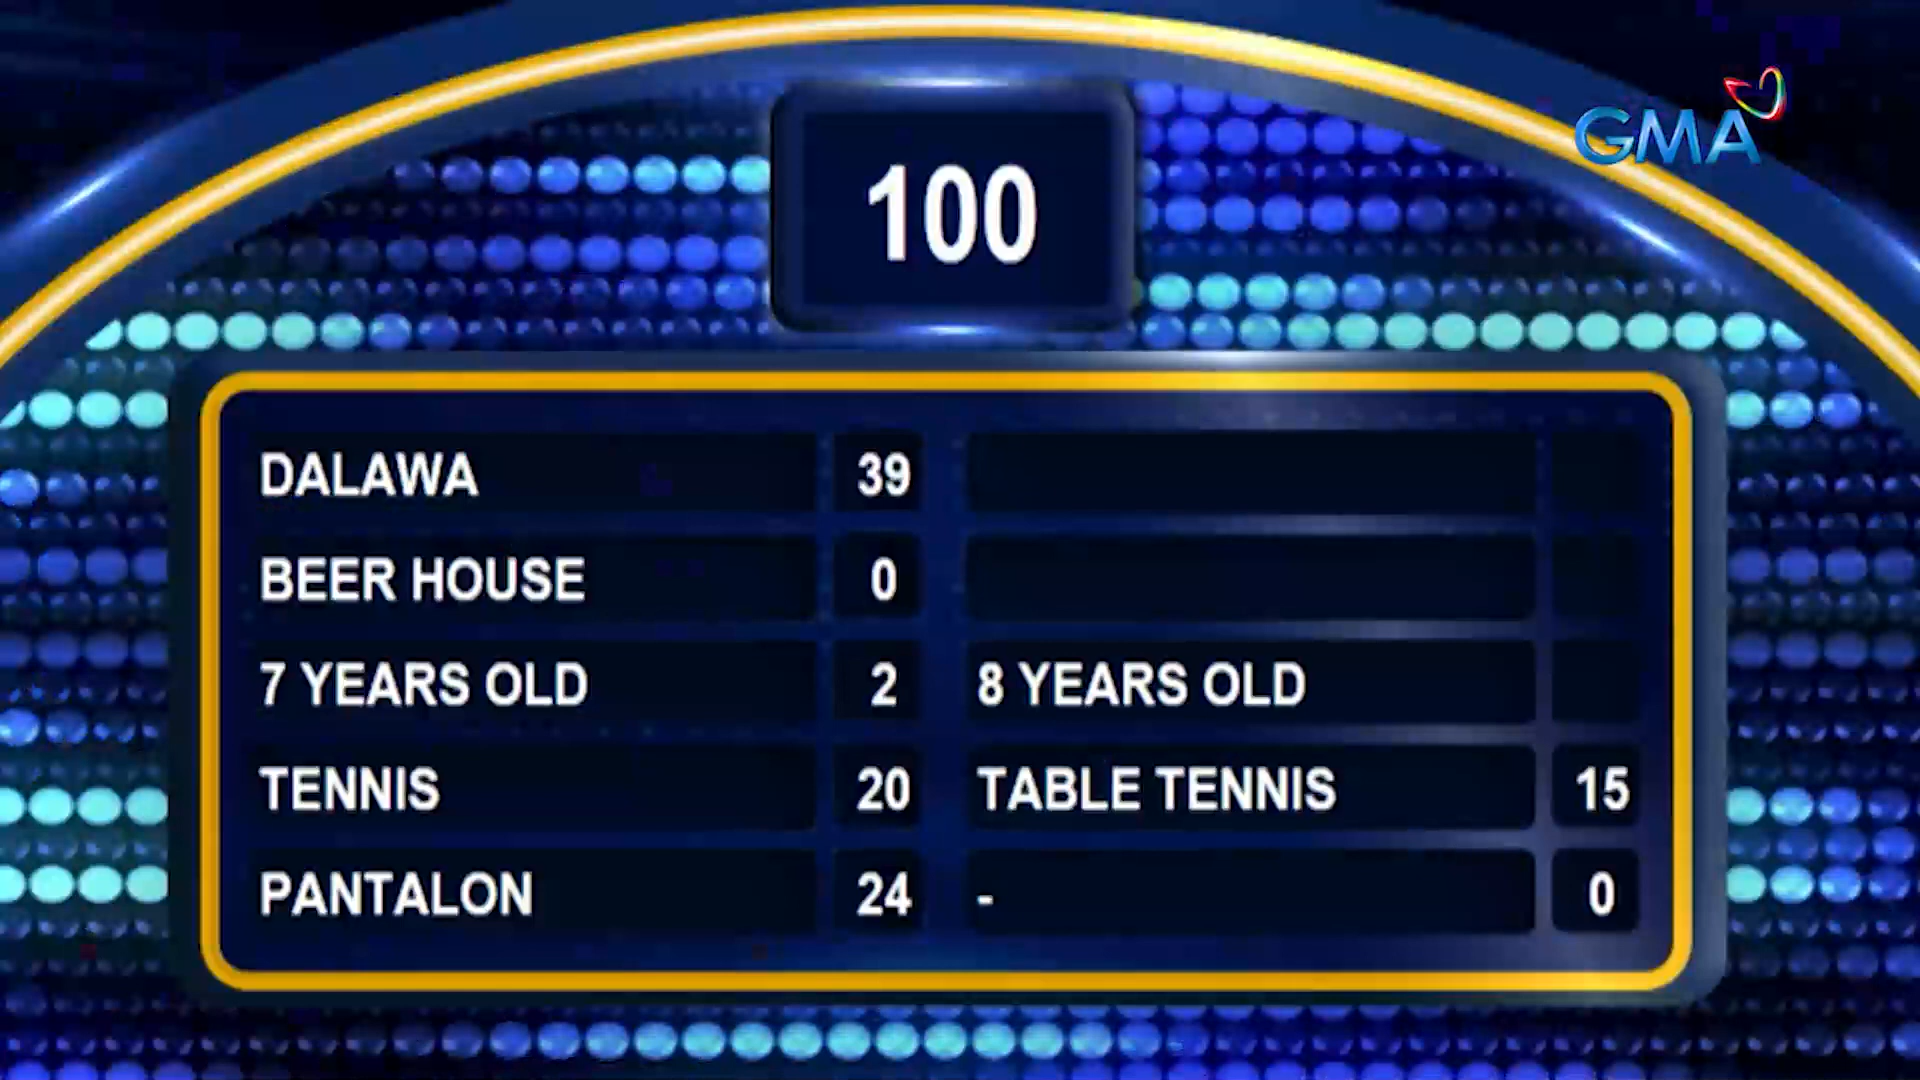 GMA
100
DALAWA 39
BEER HOUSE 0
7 YEARS OLD 2 8 YEARS OLD
TENNIS 20 TABLE TENNIS 15
PANTALON 24 - 0